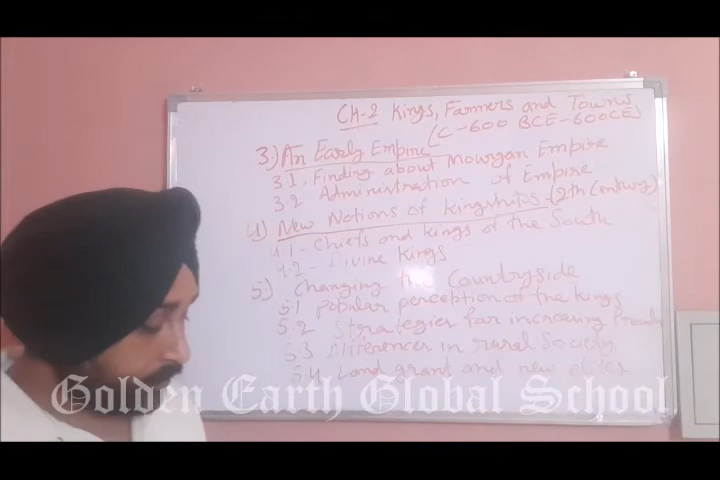 CH-2 Kings, Farmers and Towns
(C-600 BCE-600CE)
3.) An Early Empire
3.1. Finding about Mowryan Empire
3.2 Administration of Empire
4) New Notions of Kingships-(2th Century)
4.1-Chiefs and kings of the South
4.2-Divine kings
5.) Changing the Countryside
5.1 popular perception of the kings
5.2 Strategies for increasing
5.3 Differences in rural Society
5.4 Land grant and new elites
Golden Earth Global School